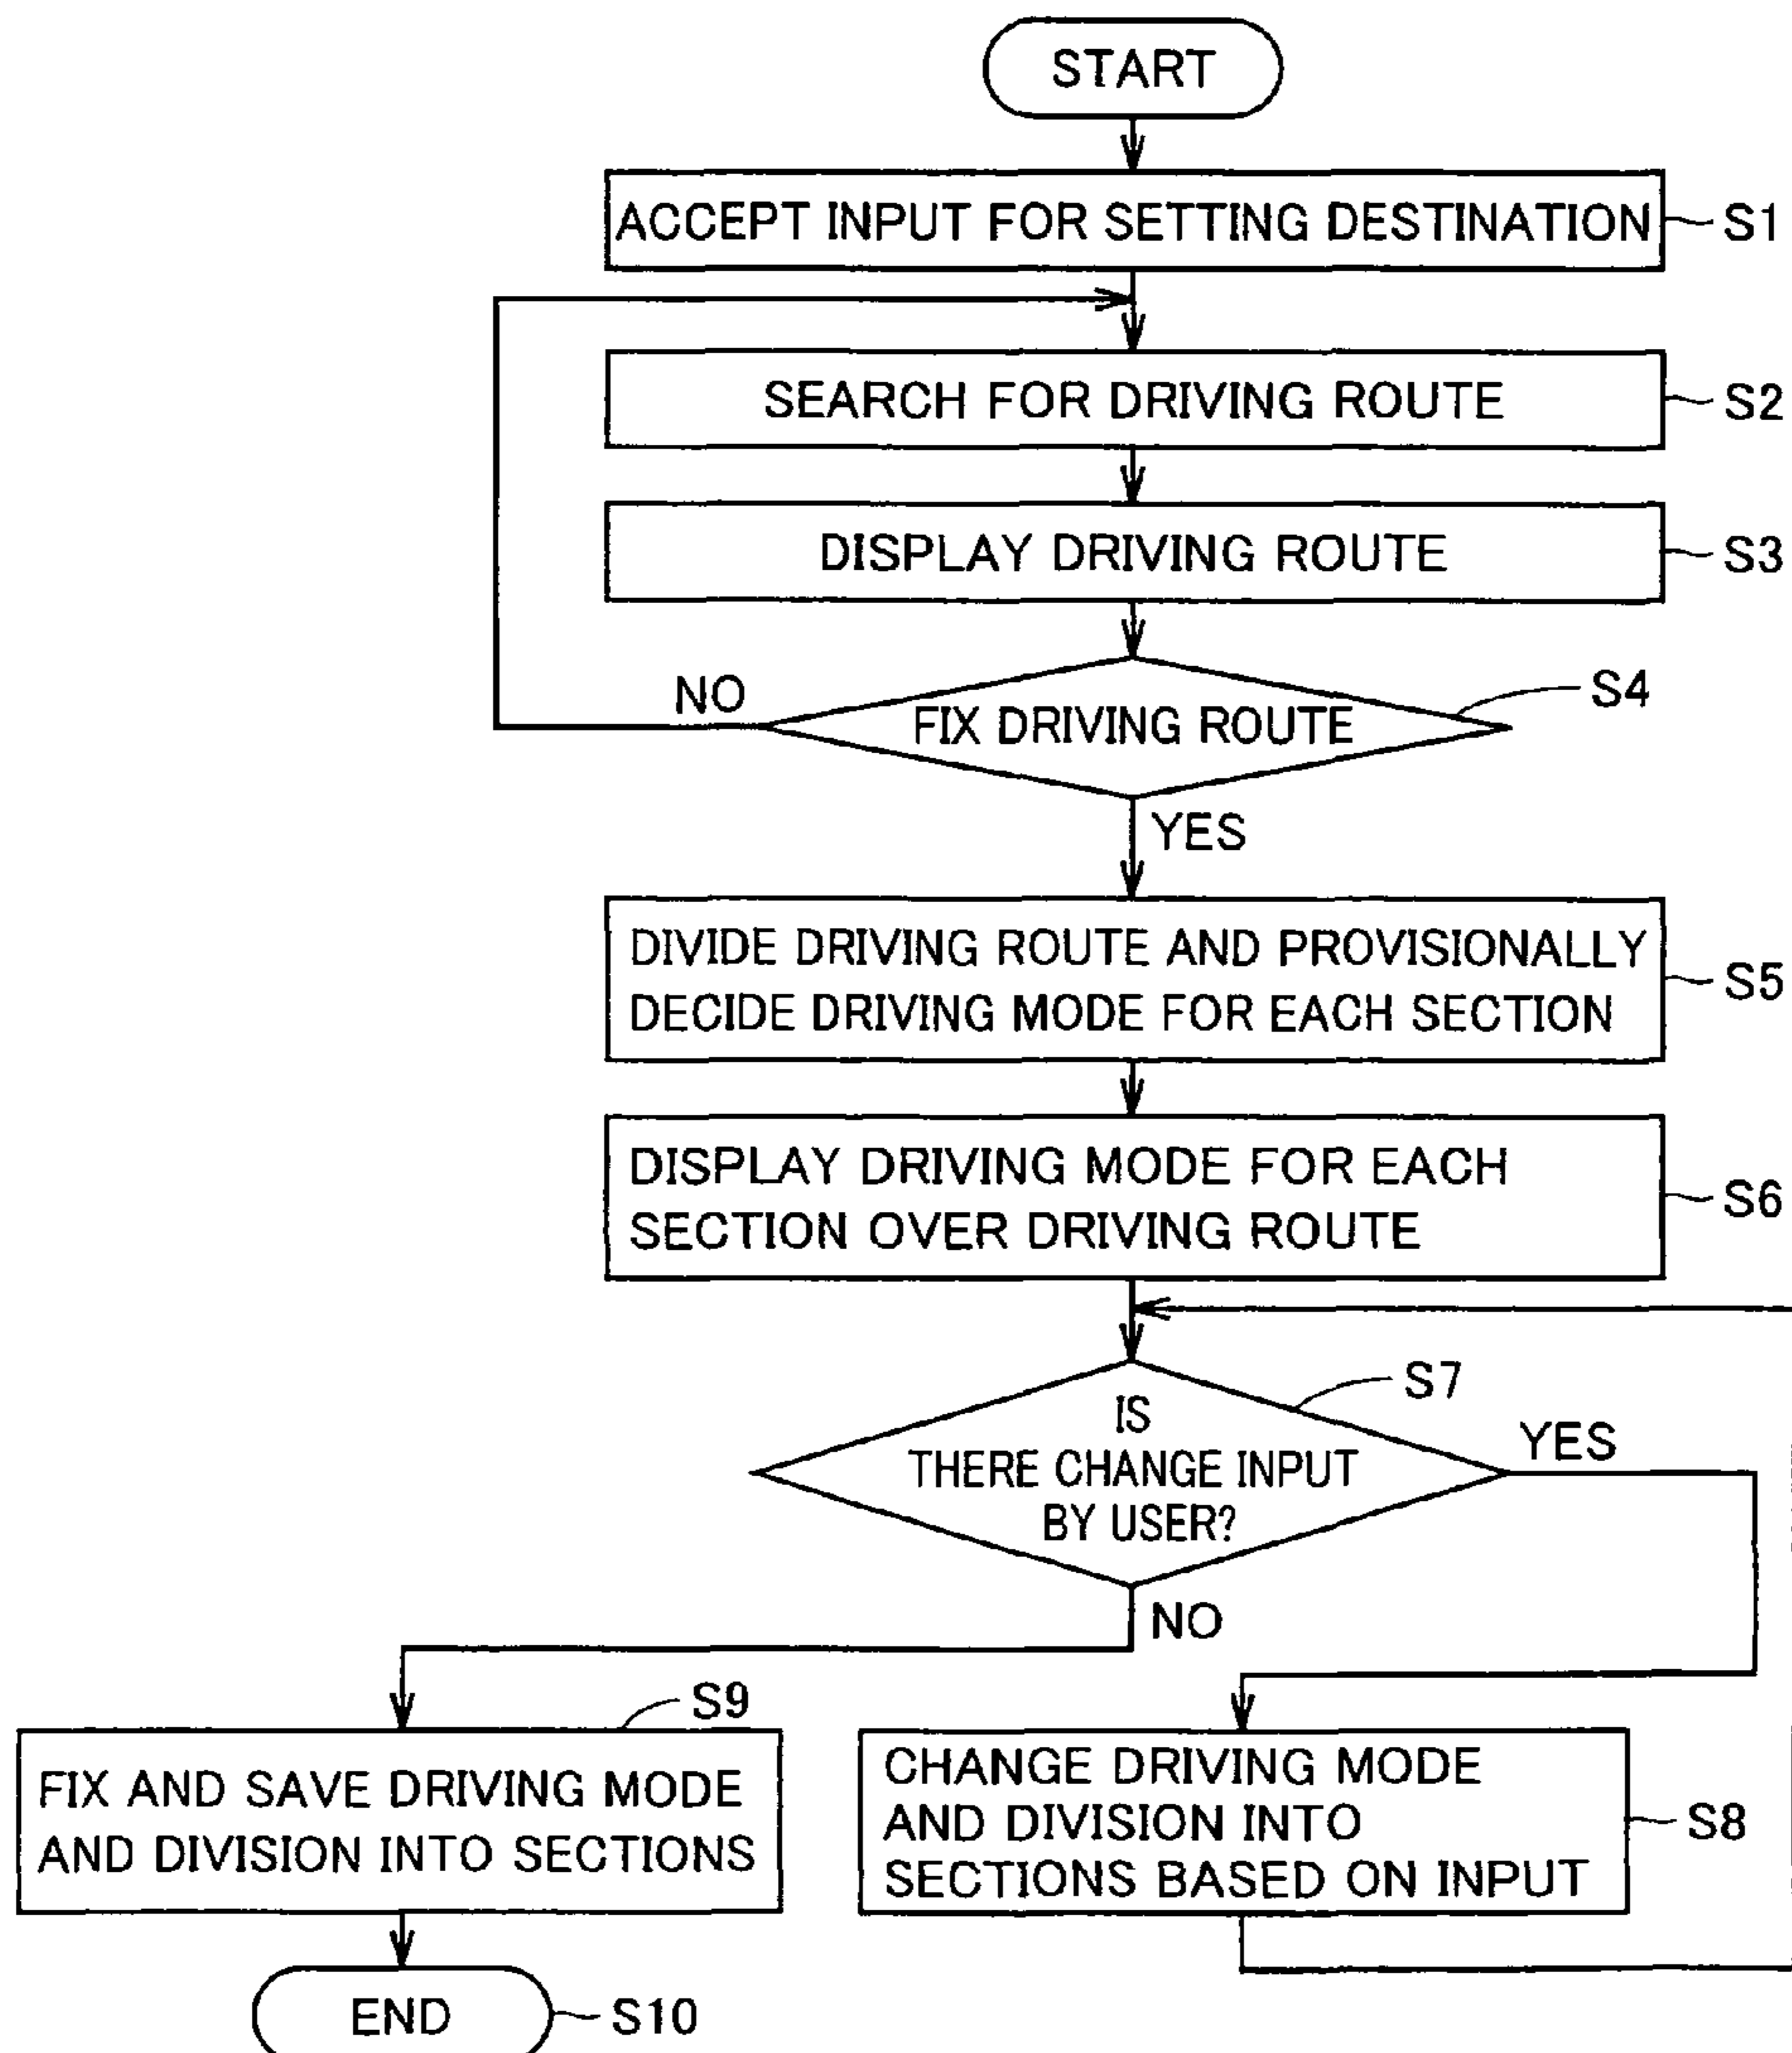 START
ACCEPT INPUT FOR SETTING DESTINATION
S1
SEARCH FOR DRIVING ROUTE
S2
DISPLAY DRIVING ROUTE
S3
NO
FIX DRIVING ROUTE
S4
YES
DIVIDE DRIVING ROUTE AND PROVISIONALLY
DECIDE DRIVING MODE FOR EACH SECTION
S5
DISPLAY DRIVING MODE FOR EACH
SECTION OVER DRIVING ROUTE
S6
S7
IS
THERE CHANGE INPUT
BY USER?
YES
NO
S9
FIX AND SAVE DRIVING MODE
AND DIVISION INTO SECTIONS
CHANGE DRIVING MODE
AND DIVISION INTO
SECTIONS BASED ON INPUT
S8
END
S10